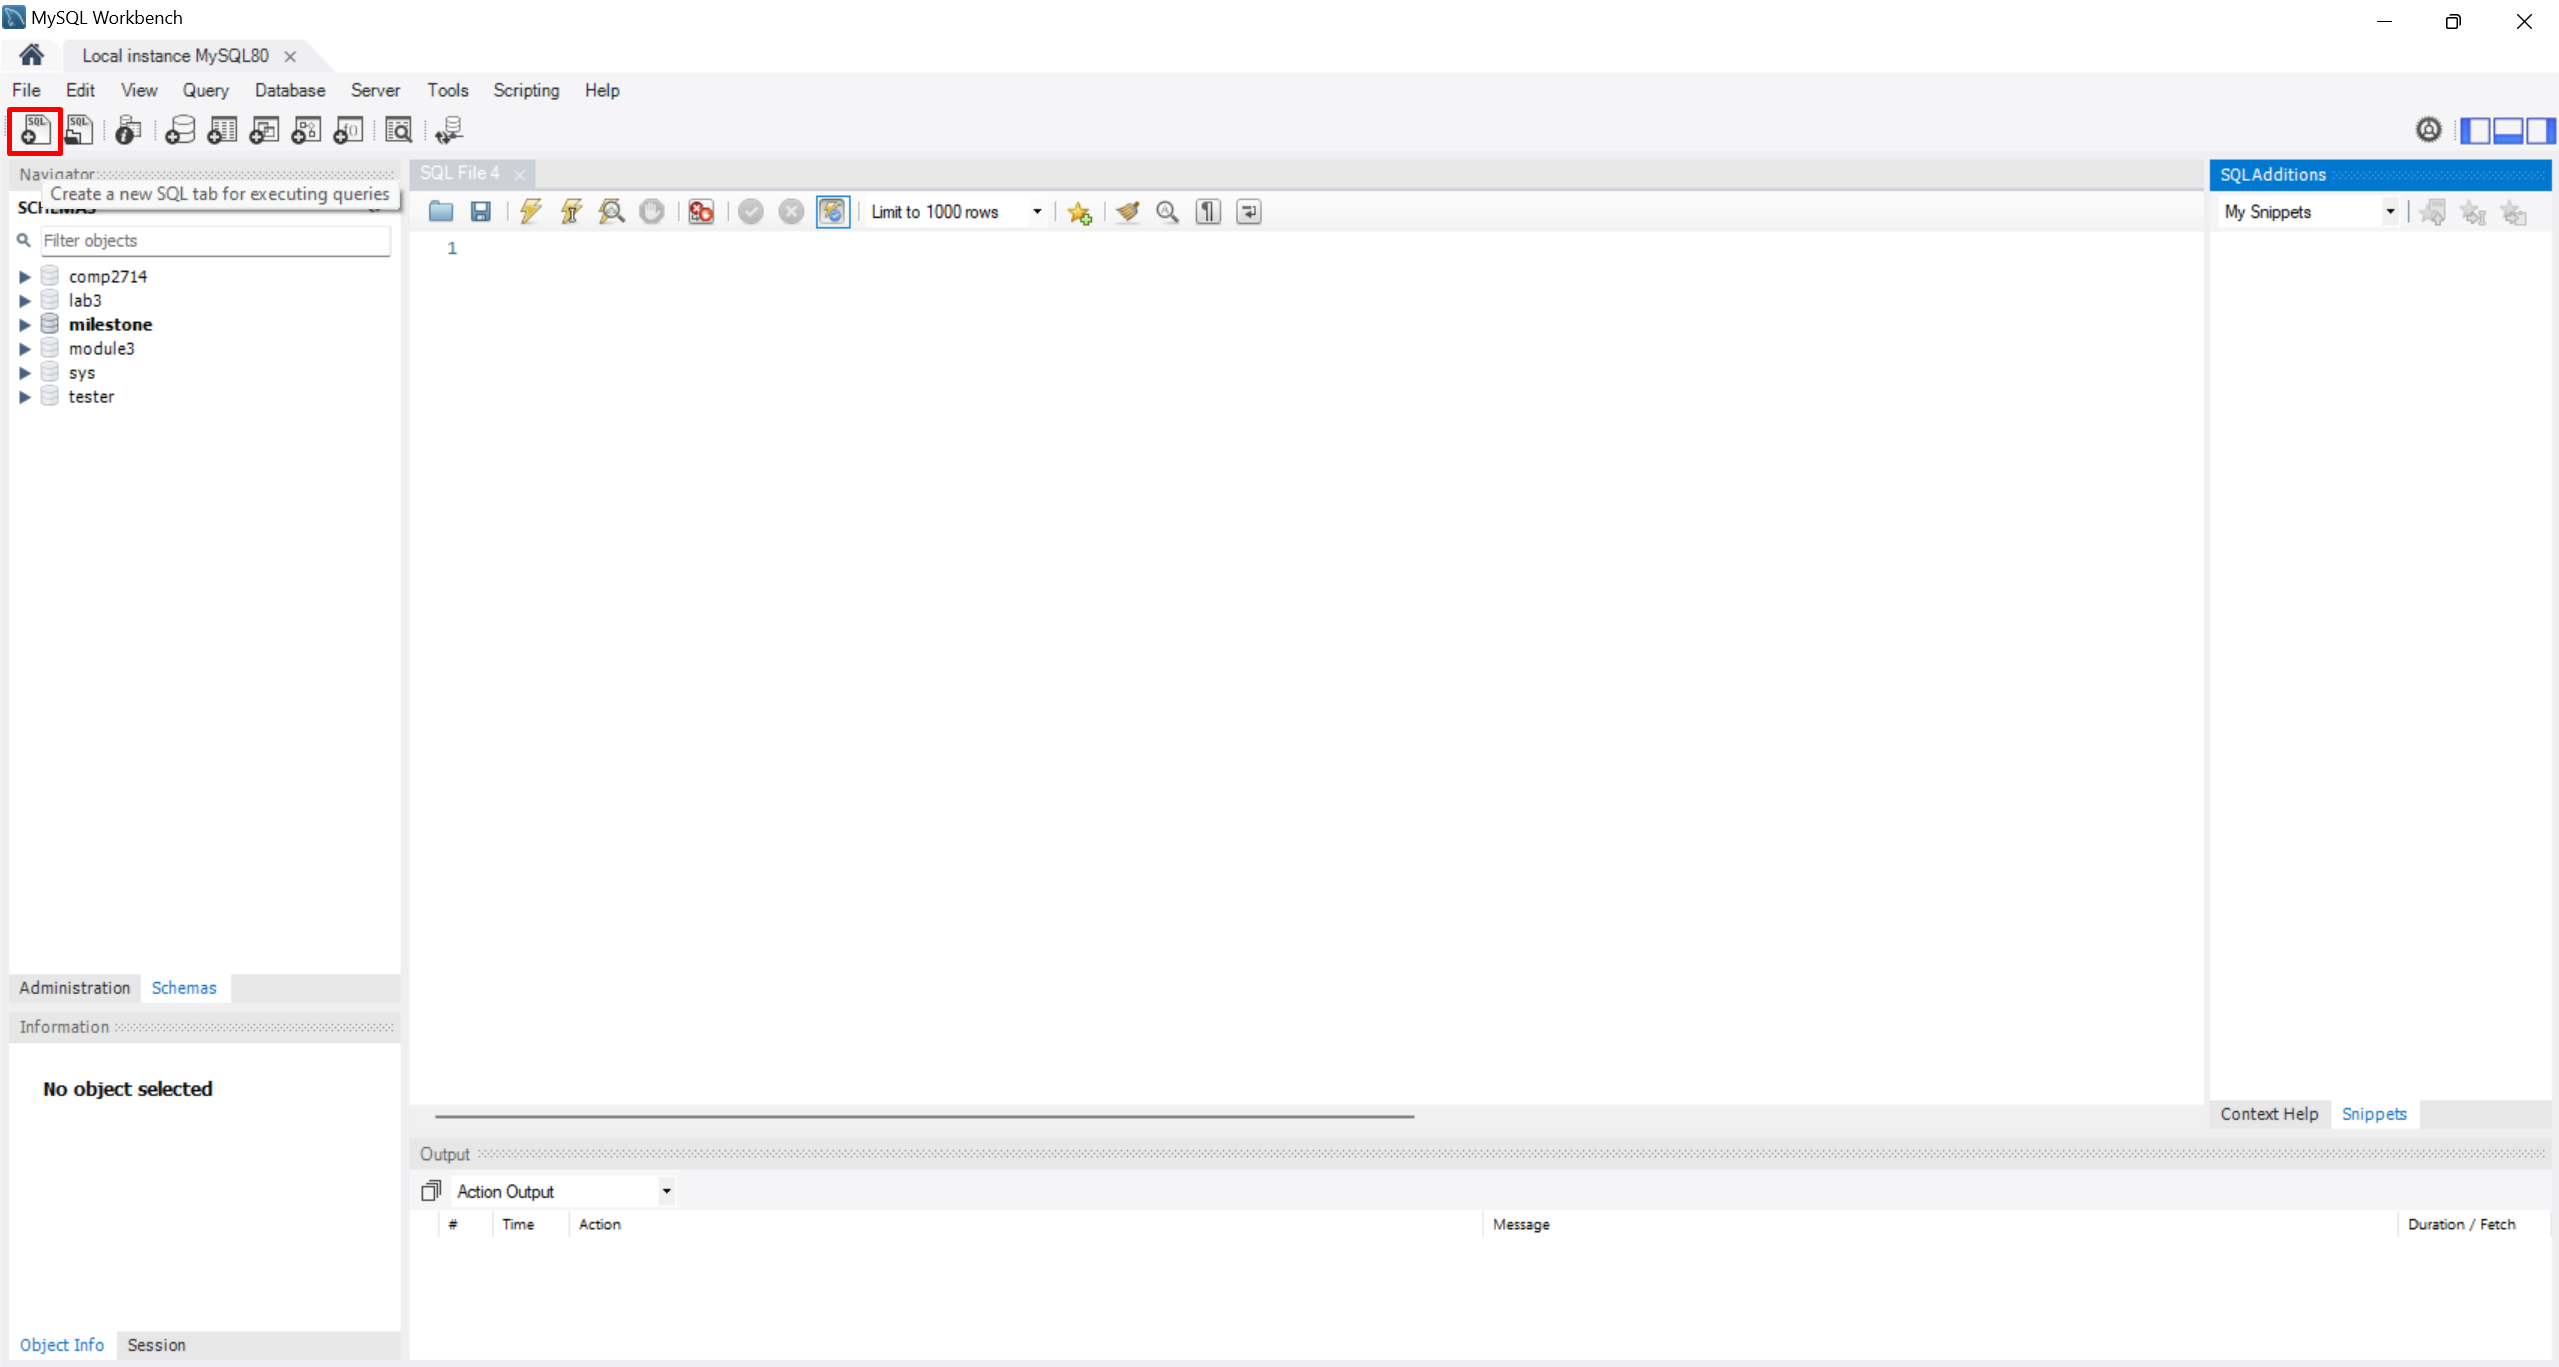 MySQL Workbench
Local instance MySQL80
File Edit View Query Database Server Tools Scripting Help
SQL SQL
Navigator
Create a new SQL tab for executing queries
SCHEMAS
Filter objects
comp2714
lab3
milestone
module3
sys
tester
Administration Schemas
Information
No object selected
Object Info Session
SQL File 4
Limit to 1000 rows
1
Output
Action Output
# Time Action Message Duration / Fetch
SQLAdditions
My Snippets
Context Help Snippets